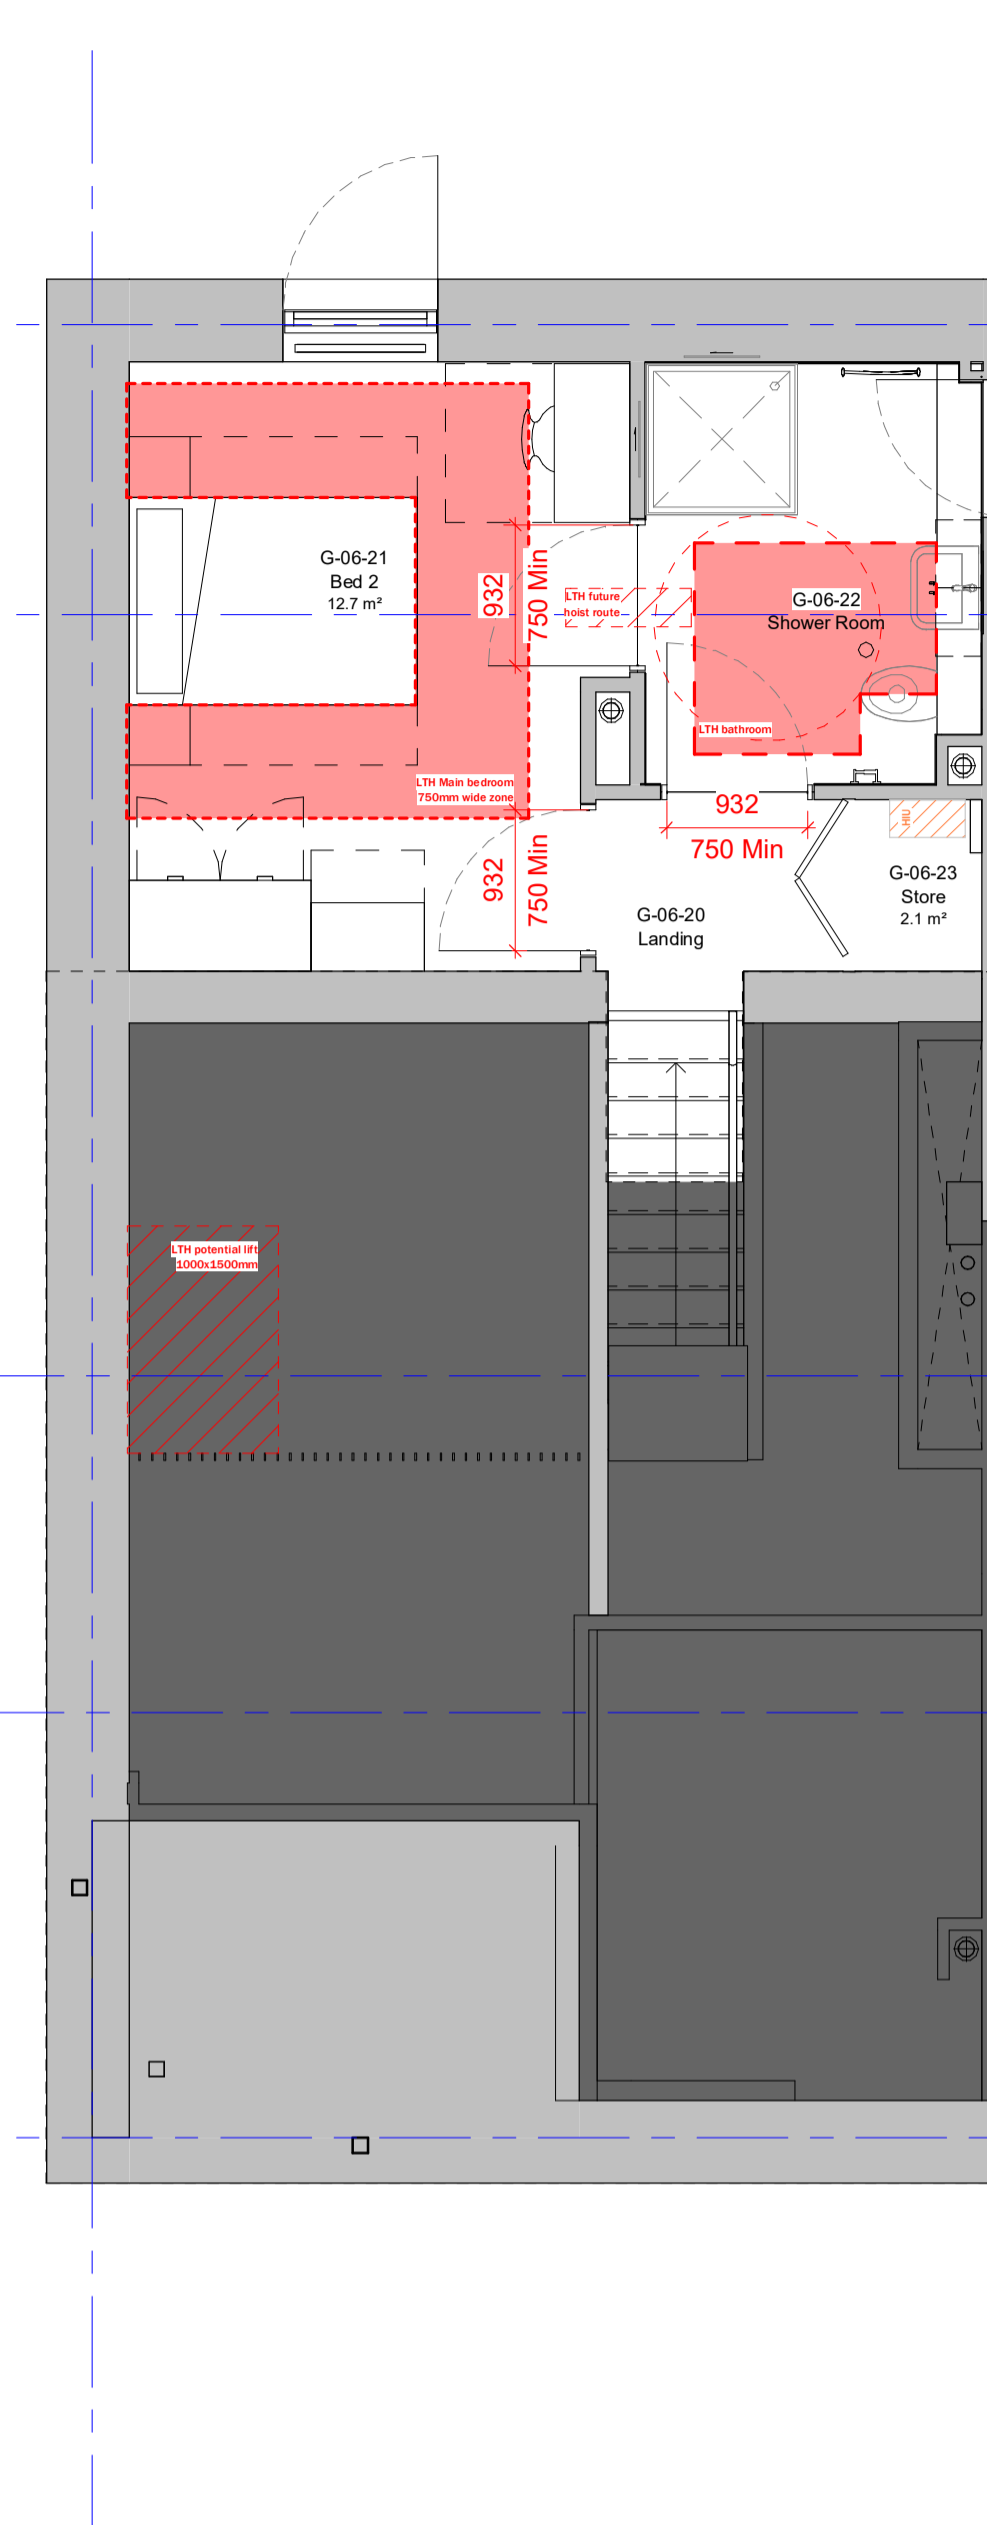 G-06-21
Bed 2
12.7 m²
932
750 Min
LTH future
hoist route
G-06-22
Shower Room
LTH bathroom
LTH Main bedroom
750mm wide zone
932
750 Min
932
750 Min
HIU
G-06-23
Store
2.1 m²
G-06-20
Landing
LTH potential lift
1000x1500mm